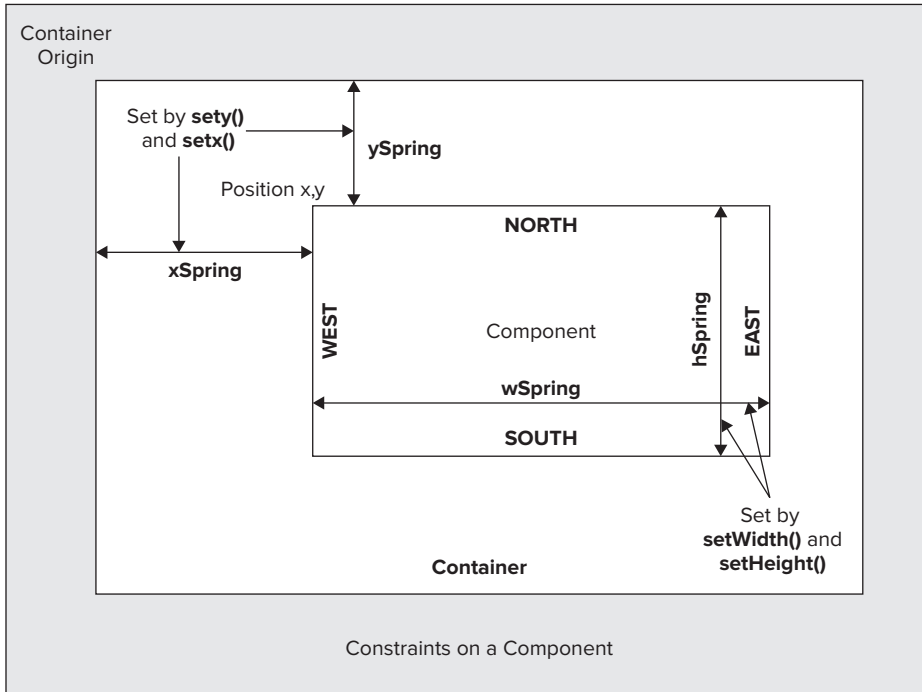 Container
Origin
Set by sety()
and setx()
ySpring
Position x,y
NORTH
xSpring
WEST
Component
hSpring
EAST
wSpring
SOUTH
Set by
setWidth() and
setHeight()
Container
Constraints on a Component